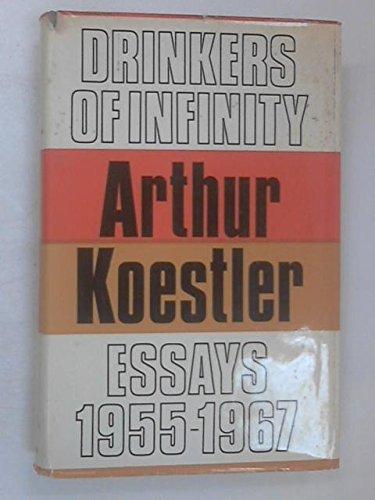 DRINKERS
OF INFINITY
Arthur
Koestler
ESSAYS
1955-1967